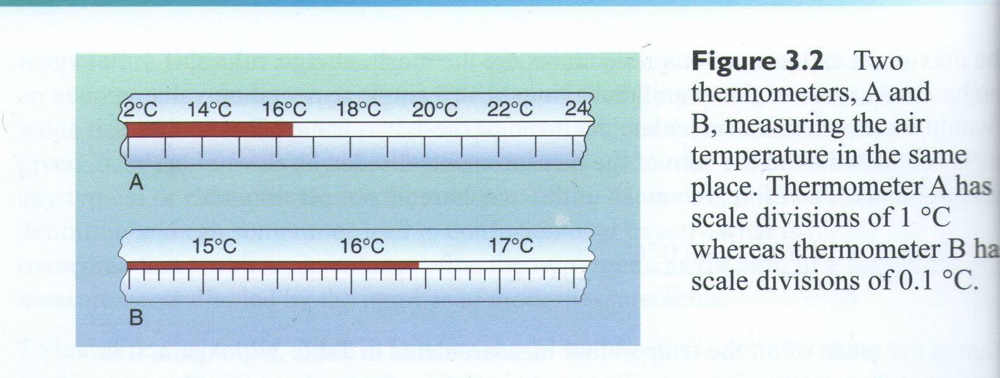 2°C 14°C 16°C 18°C 20°C 22°C 24
A
15°C 16°C 17°C
B
Figure 3.2 Two
thermometers, A and
B, measuring the air
temperature in the same
place. Thermometer A has
scale divisions of 1 °C
whereas thermometer B ha
scale divisions of 0.1 °C.